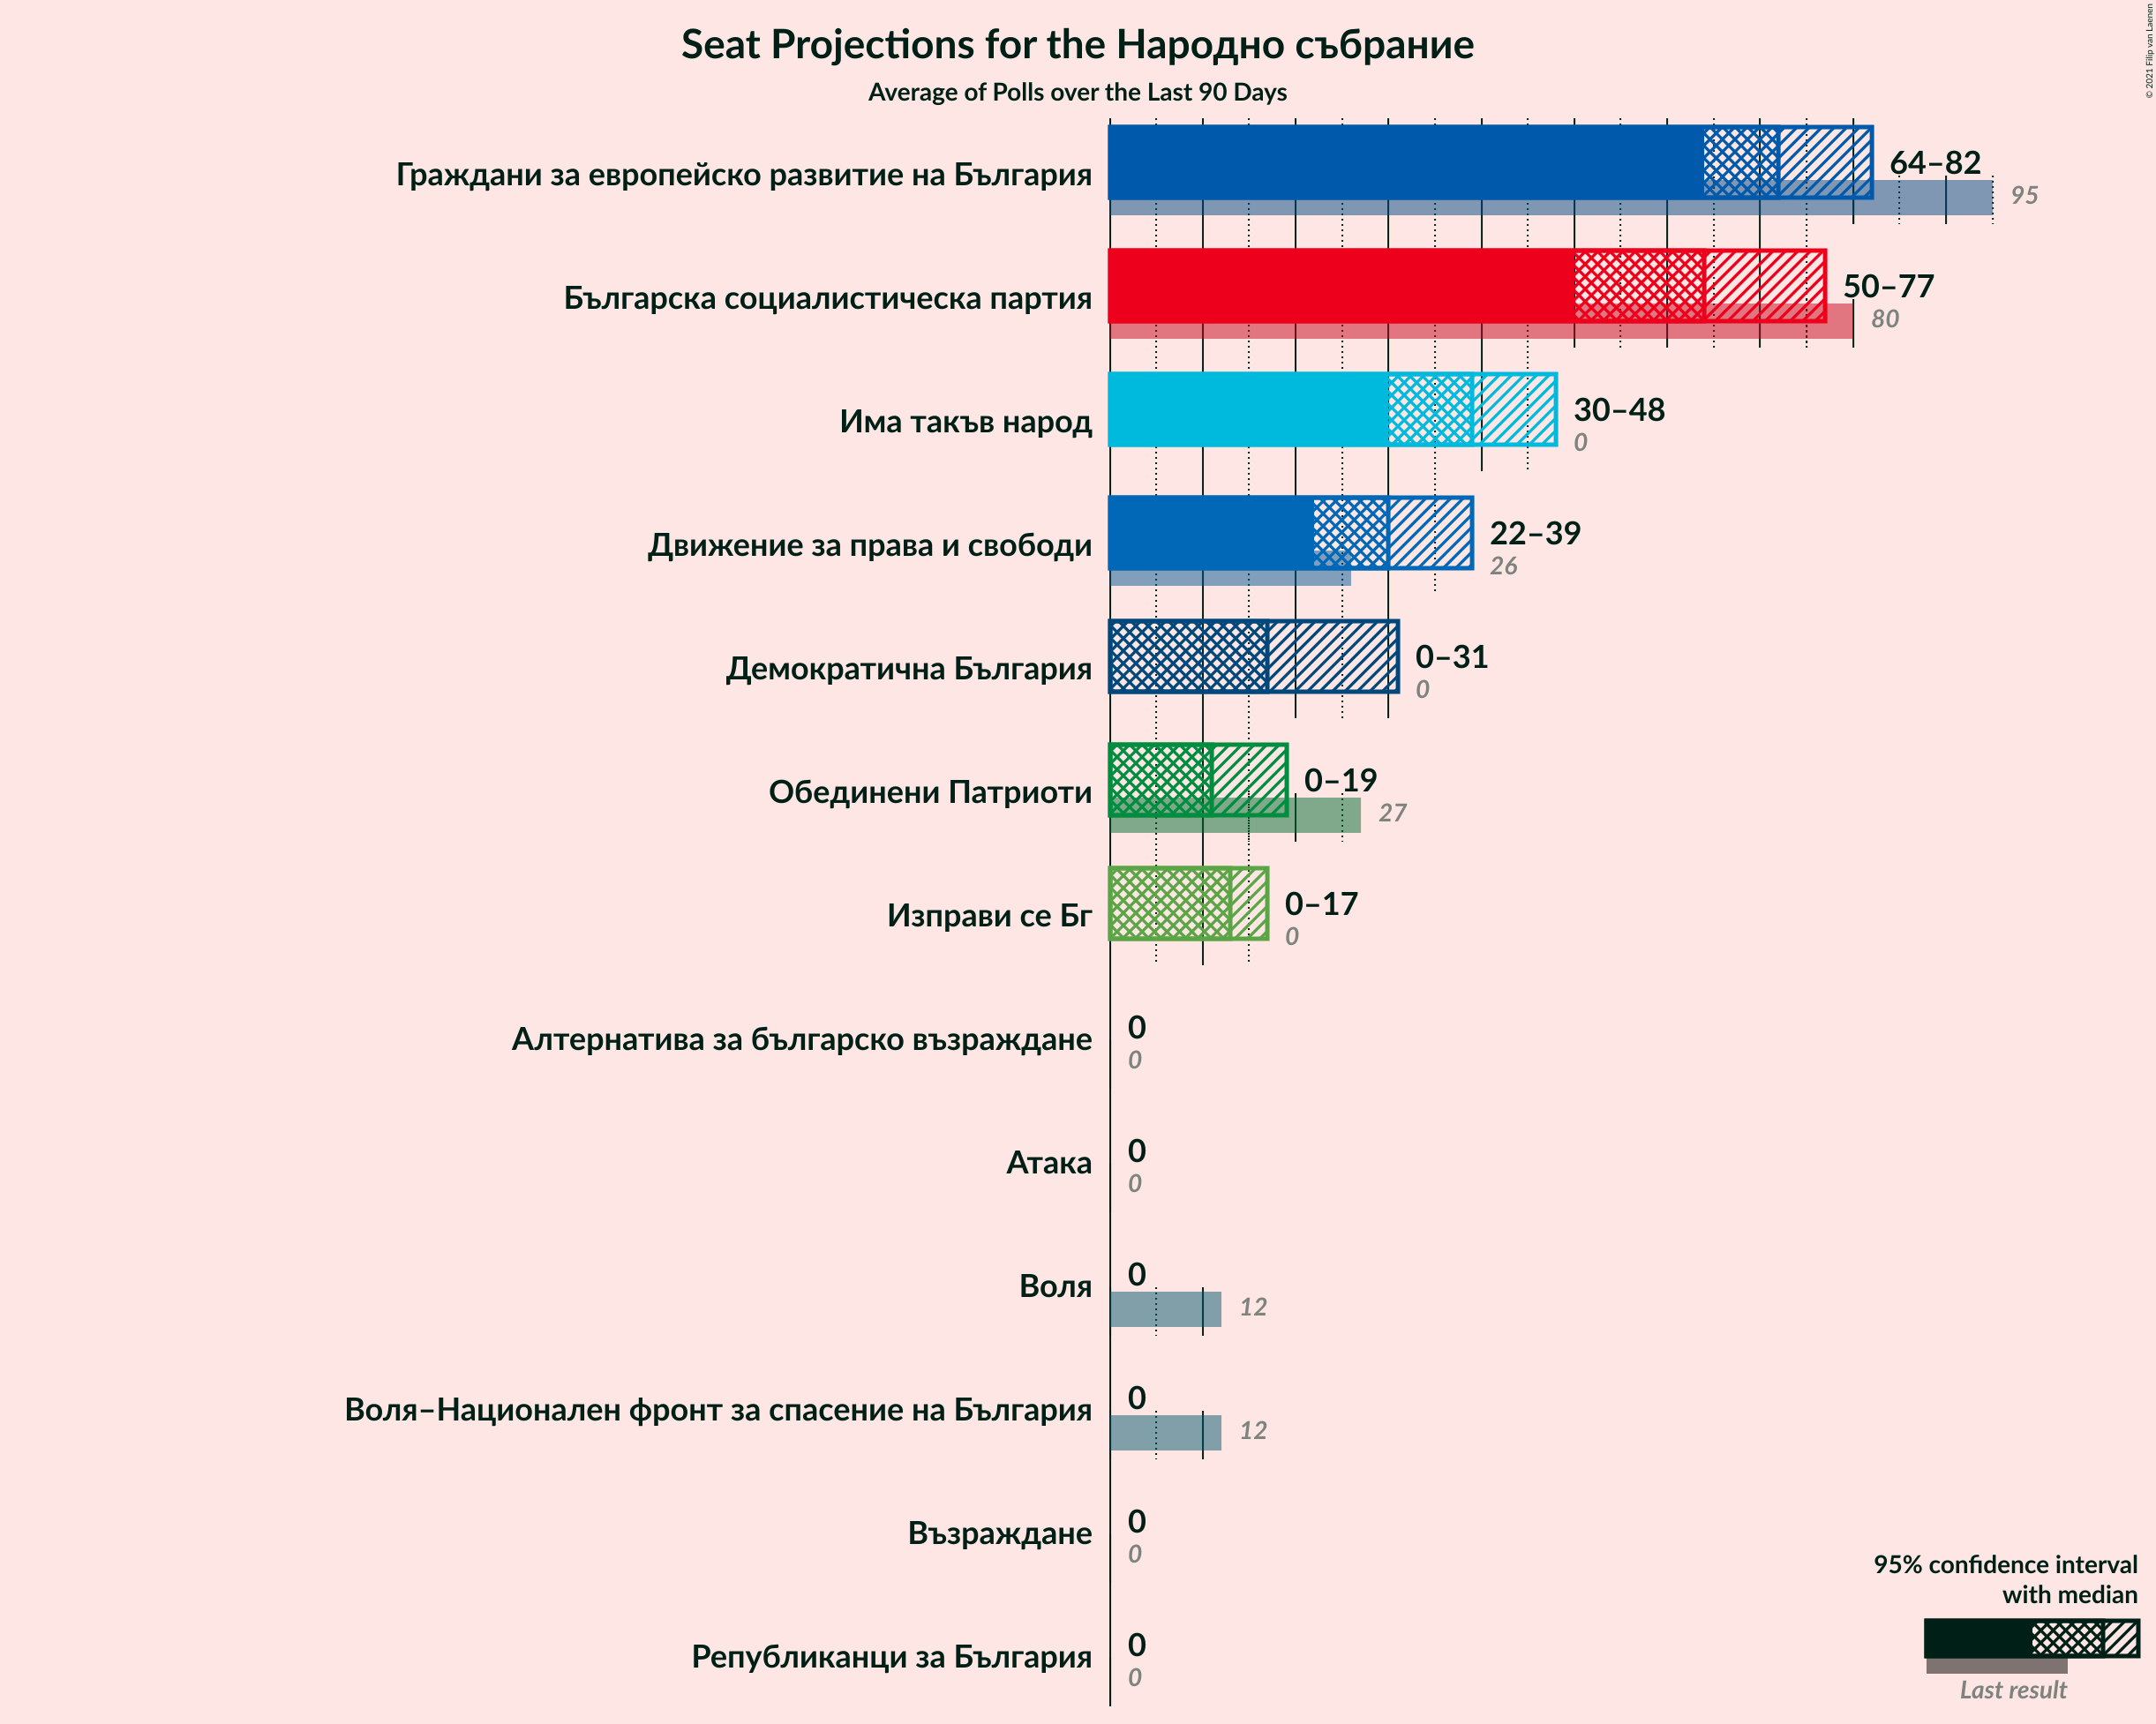 Seat Projections for the Народно събрание
Average of Polls over the Last 90 Days
© 2021 Filip van Laenen
Граждани за европейско развитие на България
64–82
95
Българска социалистическа партия
50–77
80
Има такъв народ
30–48
0
Движение за права и свободи
22–39
26
Демократична България
0–31
0
Обединени Патриоти
0–19
27
Изправи се Бг
0–17
0
Алтернатива за българско възраждане
0
0
Атака
0
0
Воля
0
12
Воля–Национален фронт за спасение на България
0
12
Възраждане
0
0
Републиканци за България
0
0
95% confidence interval
with median
Last result